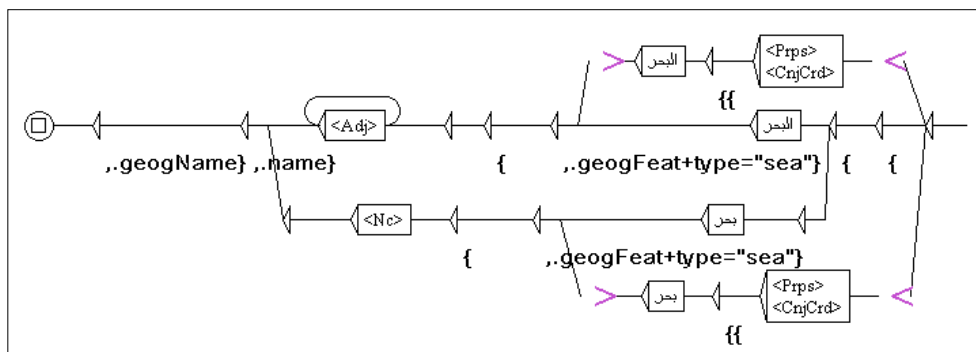 البحر <Prps>
<CnjCrd>
{{
<Adj> البحر
,.geogName} ,.name} { ,.geogFeat+type="sea"} { {
<Nc> بحر
{ ,.geogFeat+type="sea"}
بحر <Prps>
<CnjCrd>
{{